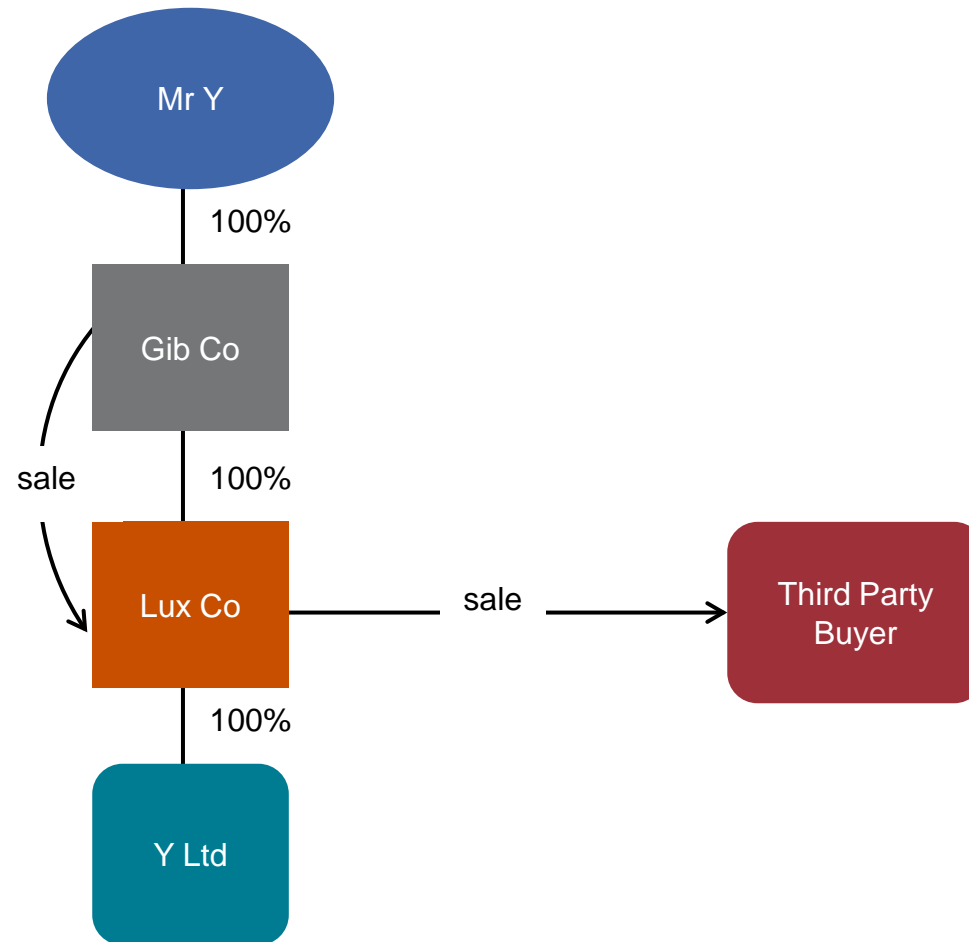 Mr Y
100%
Gib Co
sale
100%
Lux Co
sale
Third Party
Buyer
100%
Y Ltd